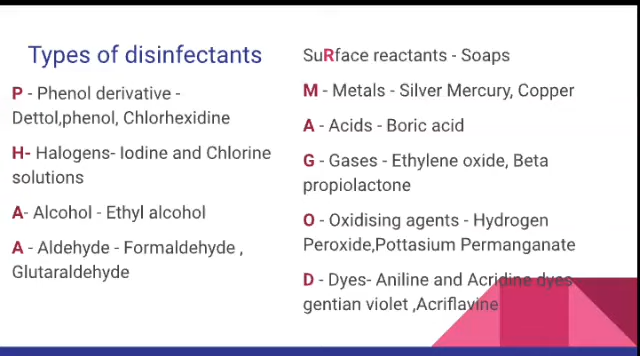 Types of disinfectants
P - Phenol derivative -
Dettol,phenol, Chlorhexidine
H- Halogens- Iodine and Chlorine
solutions
A- Alcohol - Ethyl alcohol
A - Aldehyde - Formaldehyde ,
Glutaraldehyde
SuRface reactants - Soaps
M - Metals - Silver Mercury, Copper
A - Acids - Boric acid
G - Gases - Ethylene oxide, Beta
propiolactone
O - Oxidising agents - Hydrogen
Peroxide,Pottasium Permanganate
D - Dyes- Aniline and Acridine dyes
gentian violet ,Acriflavine